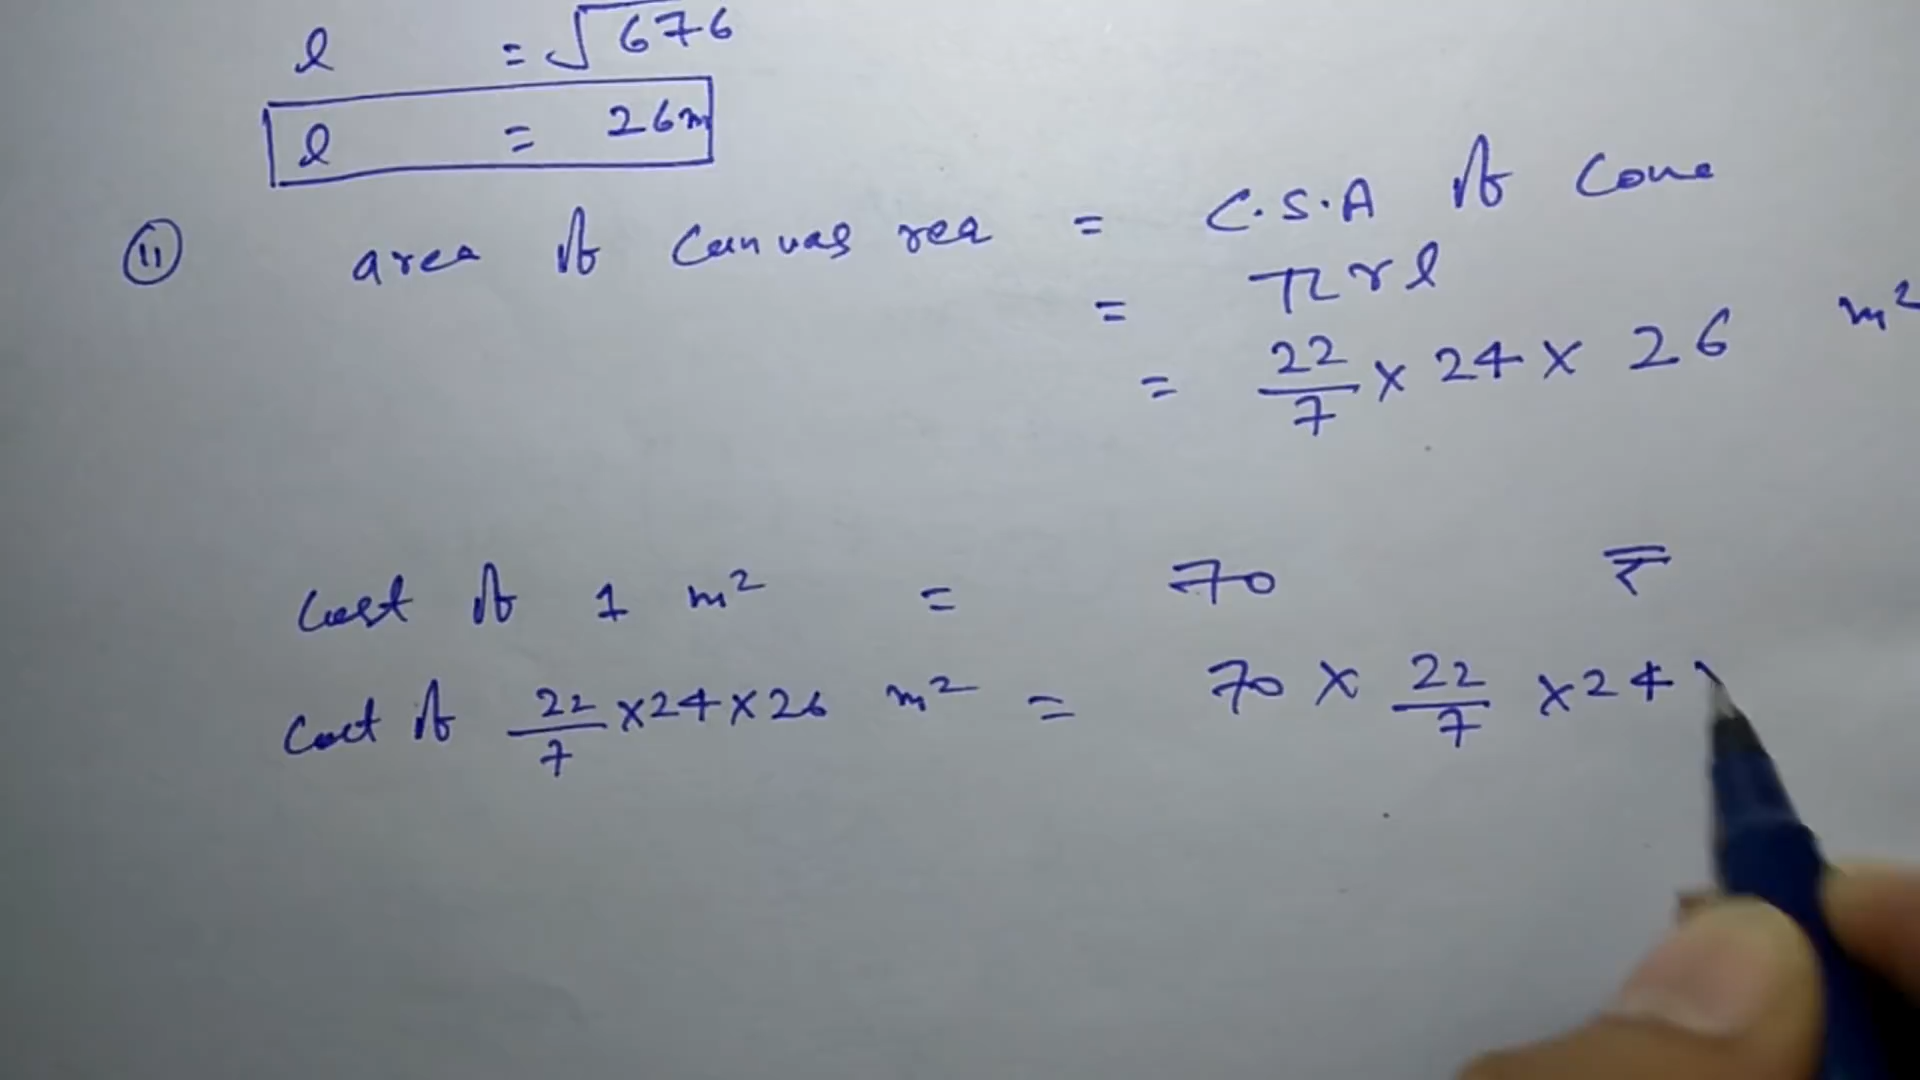 l = √676
l = 26m
(ii) area of canvas req = C.S.A of Cone
= πrl
= 22/7 × 24 × 26 m²
Cost of 1 m² = 70 ₹
Cost of 22/7 ×24×26 m² = 70 × 22/7 ×24